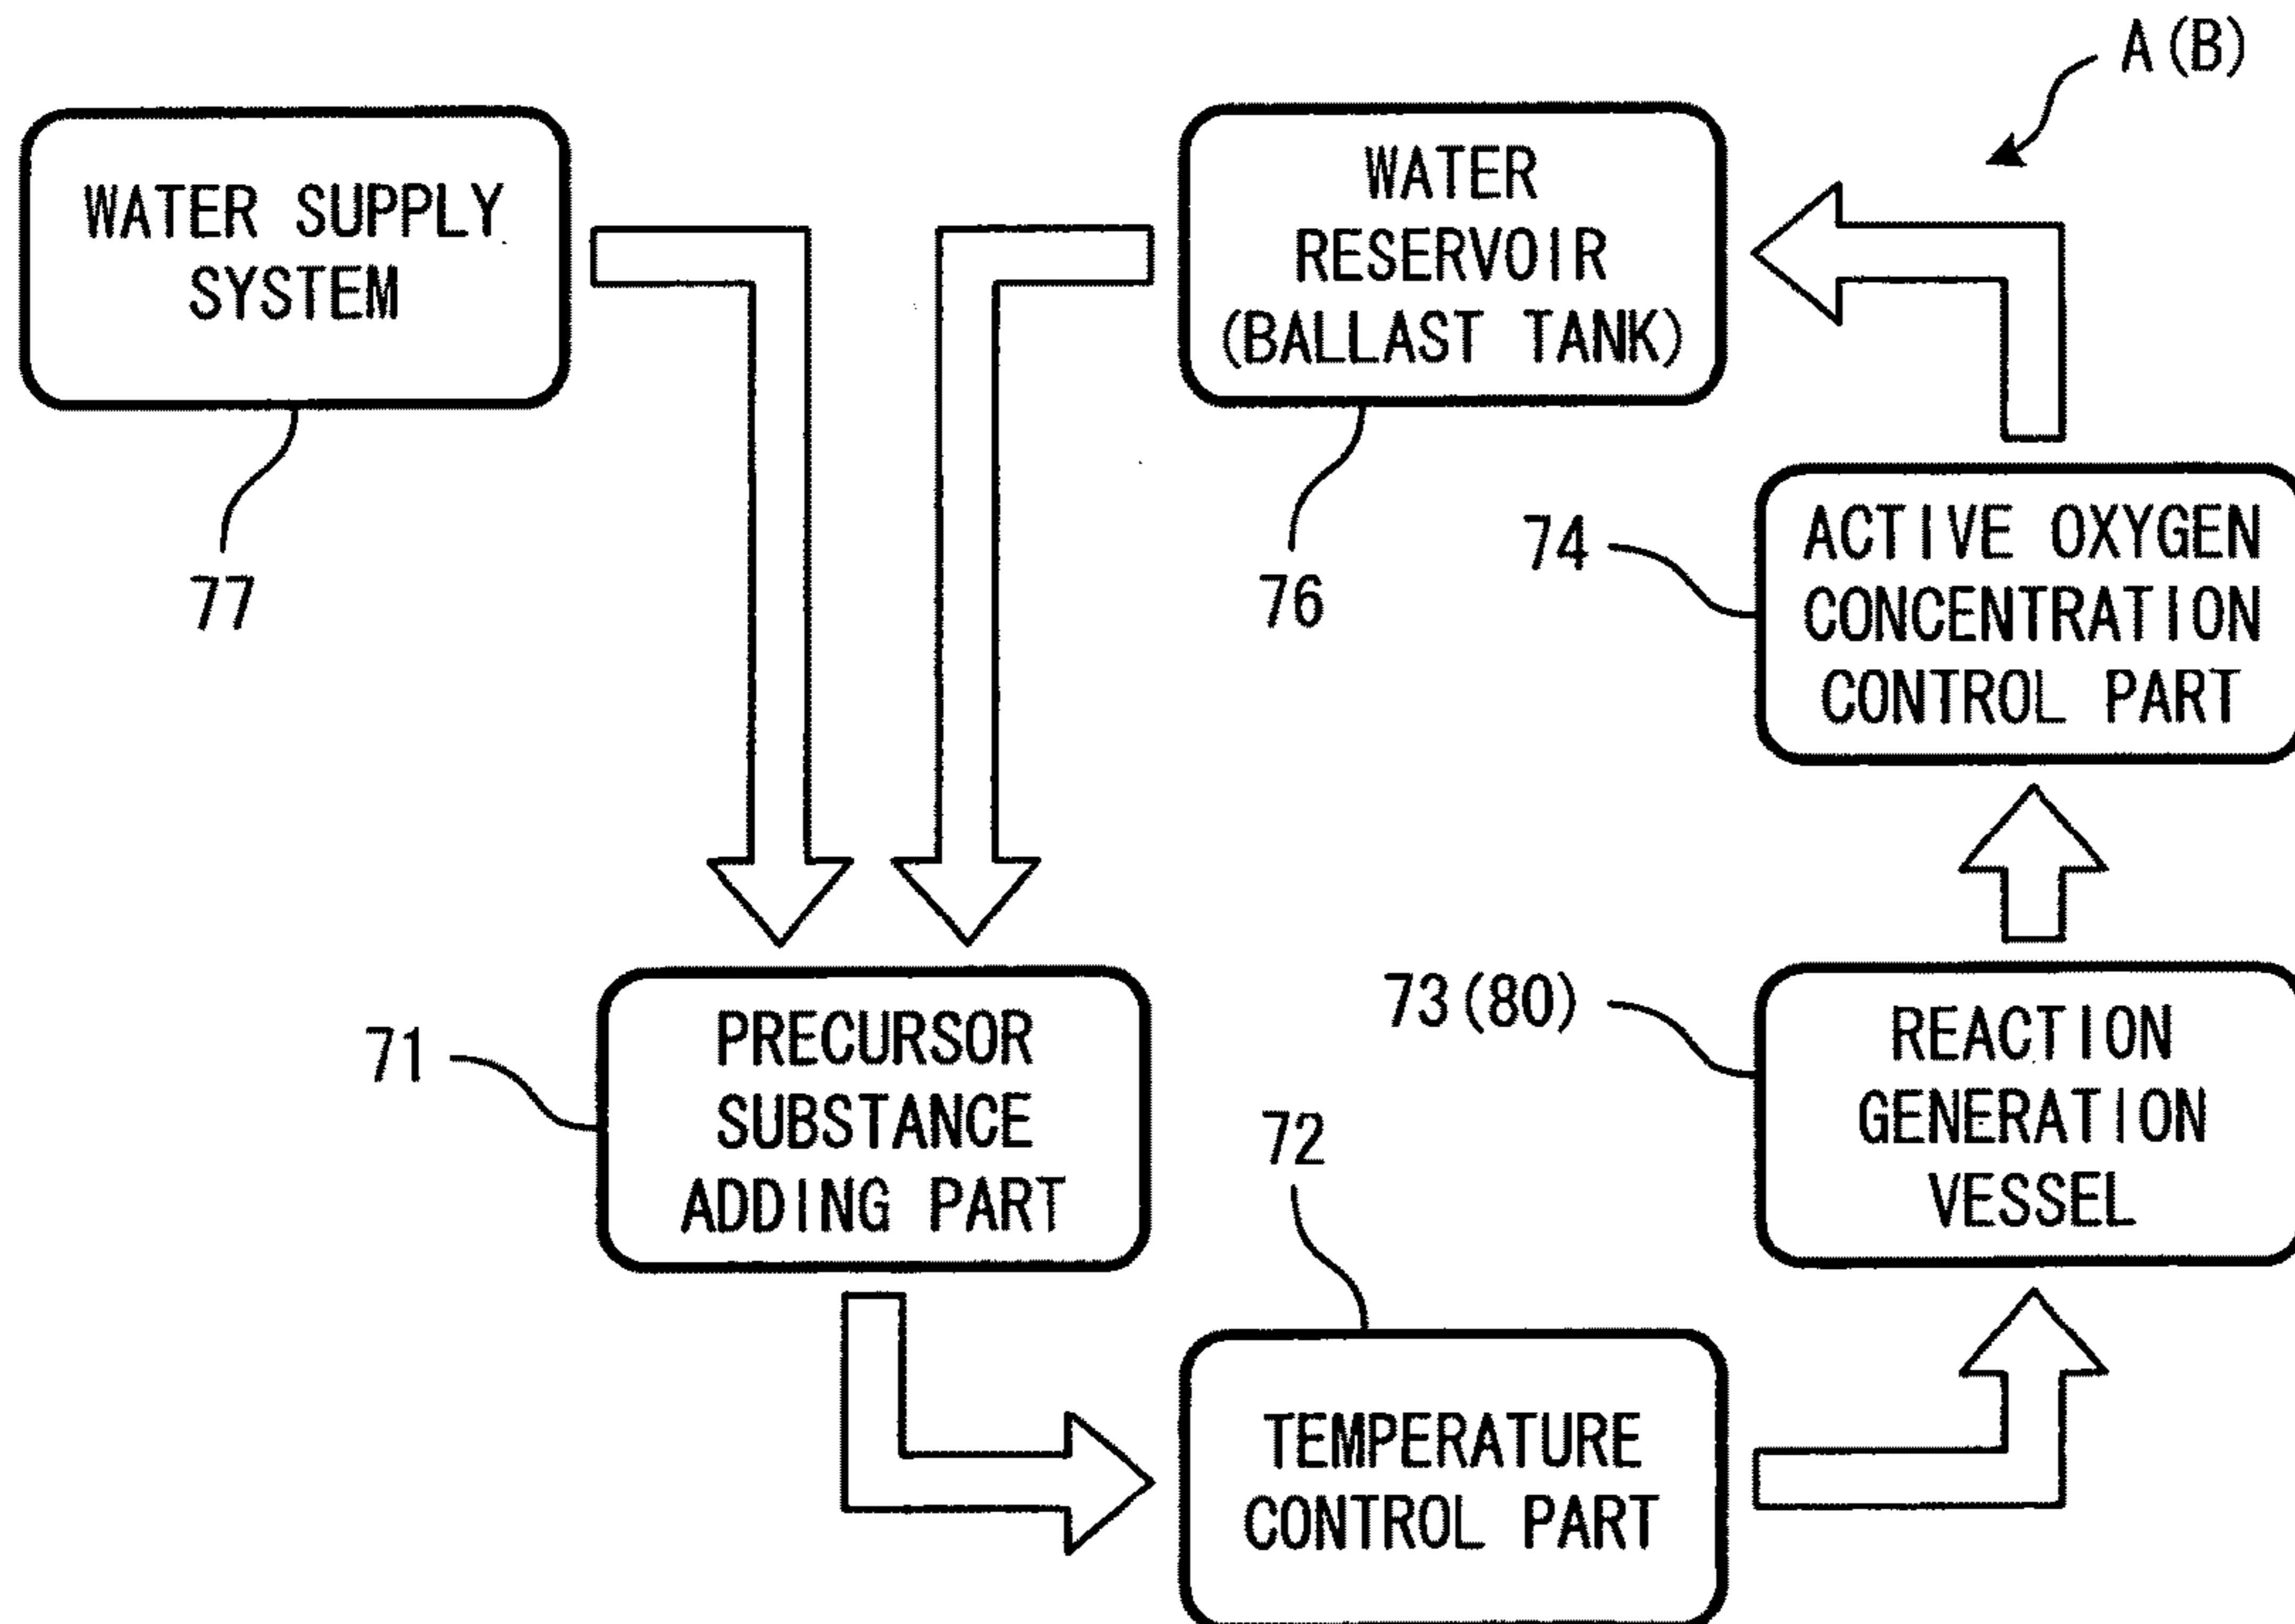 A(B)
WATER SUPPLY
SYSTEM
77
WATER
RESERVOIR
(BALLAST TANK)
76
ACTIVE OXYGEN
CONCENTRATION
CONTROL PART
74
PRECURSOR
SUBSTANCE
ADDING PART
71
73(80)
REACTION
GENERATION
VESSEL
72
TEMPERATURE
CONTROL PART